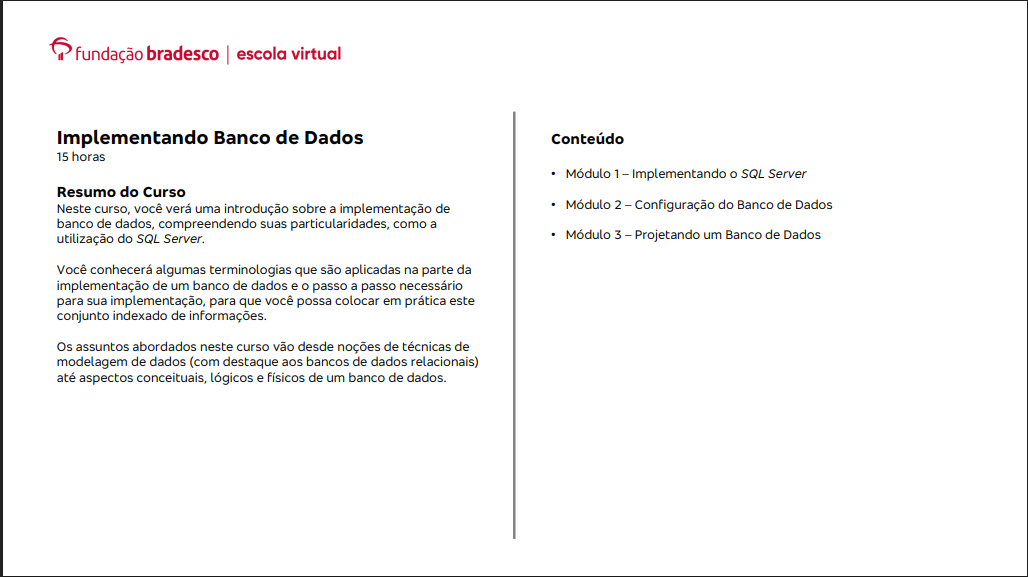 fundação bradesco | escola virtual
Implementando Banco de Dados
15 horas
Resumo do Curso
Neste curso, você verá uma introdução sobre a implementação de
banco de dados, compreendendo suas particularidades, como a
utilização do SQL Server.
Você conhecerá algumas terminologias que são aplicadas na parte da
implementação de um banco de dados e o passo a passo necessário
para sua implementação, para que você possa colocar em prática este
conjunto indexado de informações.
Os assuntos abordados neste curso vão desde noções de técnicas de
modelagem de dados (com destaque aos bancos de dados relacionais)
até aspectos conceituais, lógicos e físicos de um banco de dados.
Conteúdo
• Módulo 1 – Implementando o SQL Server
• Módulo 2 – Configuração do Banco de Dados
• Módulo 3 – Projetando um Banco de Dados